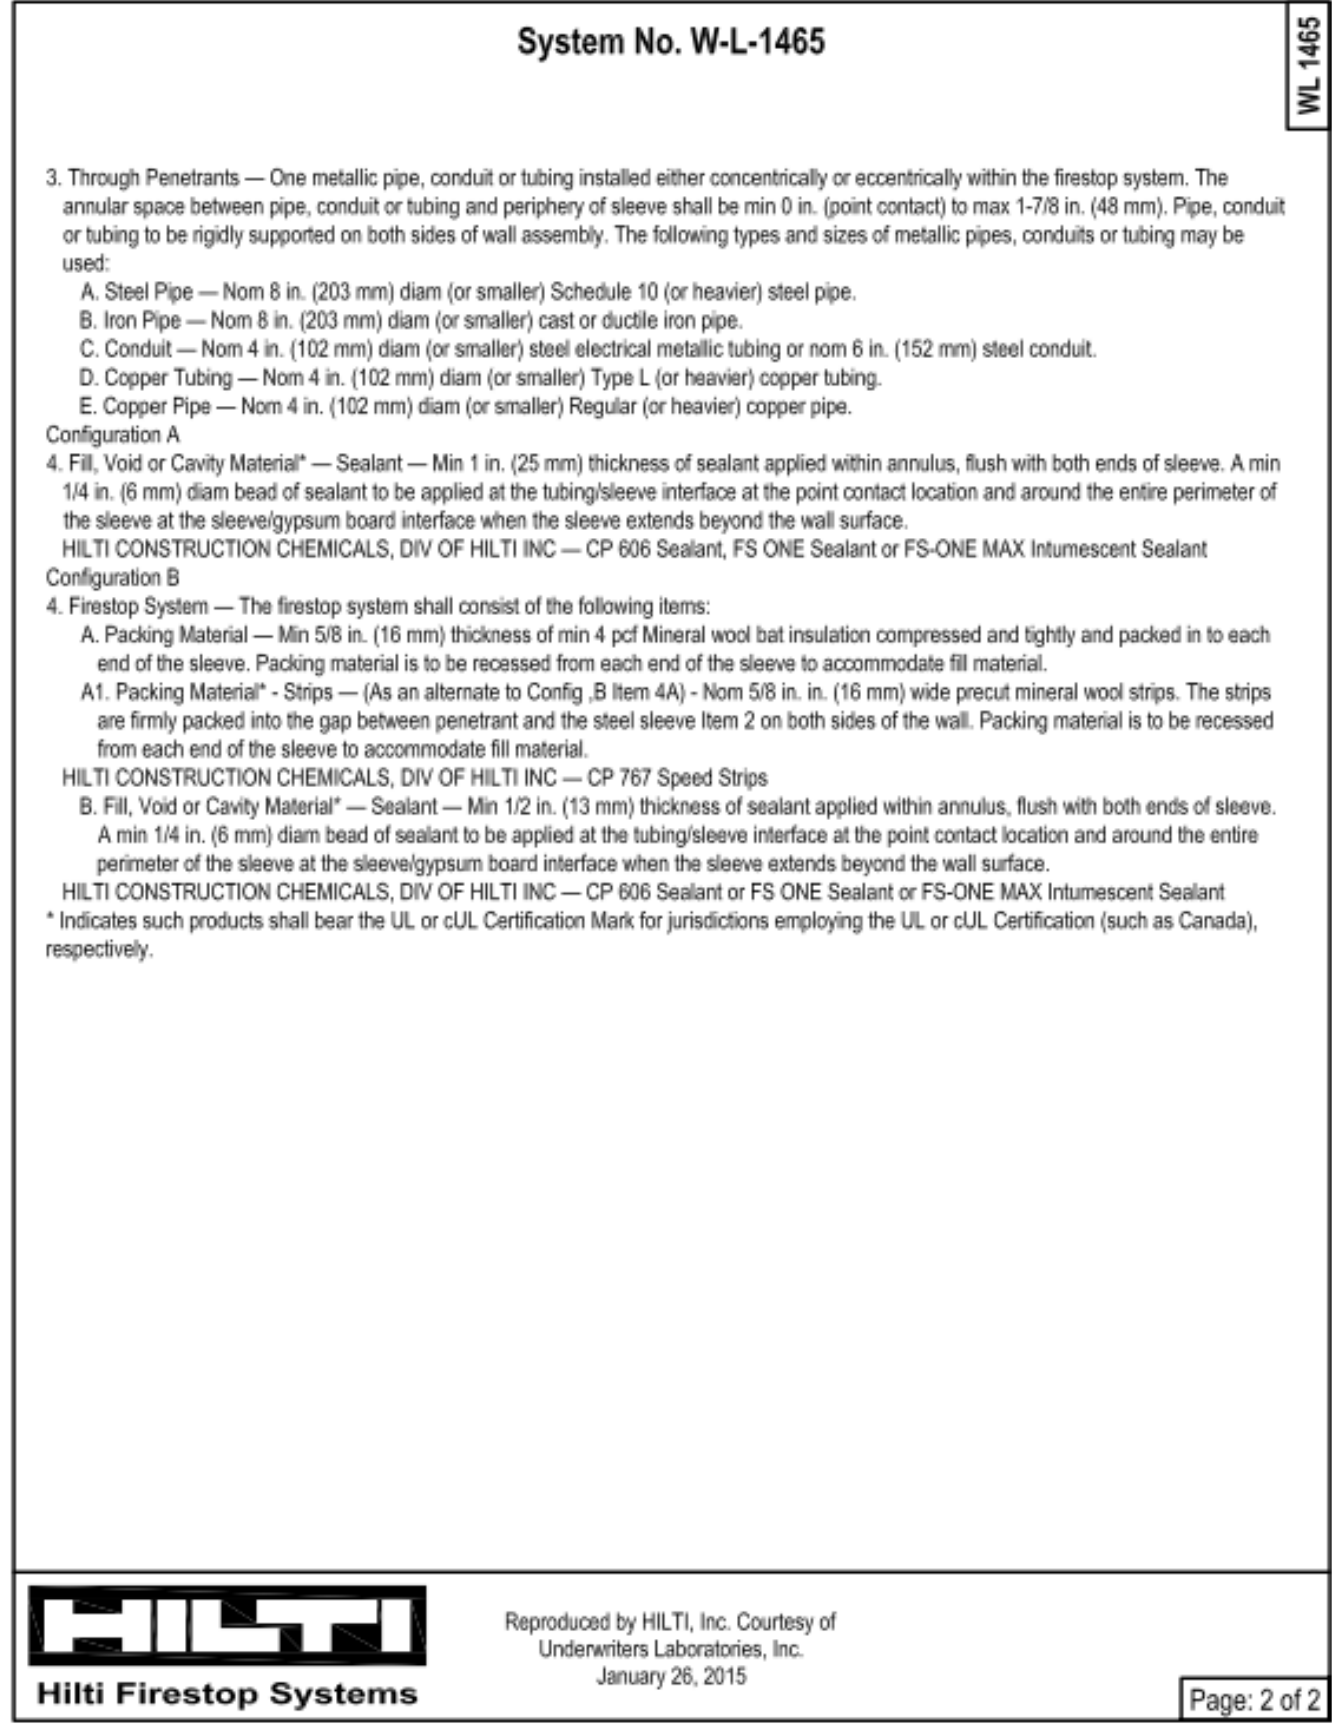 System No. W-L-1465
WL 1465
3. Through Penetrants — One metallic pipe, conduit or tubing installed either concentrically or eccentrically within the firestop system. The
annular space between pipe, conduit or tubing and periphery of sleeve shall be min 0 in. (point contact) to max 1-7/8 in. (48 mm). Pipe, conduit
or tubing to be rigidly supported on both sides of wall assembly. The following types and sizes of metallic pipes, conduits or tubing may be
used:
A. Steel Pipe — Nom 8 in. (203 mm) diam (or smaller) Schedule 10 (or heavier) steel pipe.
B. Iron Pipe — Nom 8 in. (203 mm) diam (or smaller) cast or ductile iron pipe.
C. Conduit — Nom 4 in. (102 mm) diam (or smaller) steel electrical metallic tubing or nom 6 in. (152 mm) steel conduit.
D. Copper Tubing — Nom 4 in. (102 mm) diam (or smaller) Type L (or heavier) copper tubing.
E. Copper Pipe — Nom 4 in. (102 mm) diam (or smaller) Regular (or heavier) copper pipe.
Configuration A
4. Fill, Void or Cavity Material* — Sealant — Min 1 in. (25 mm) thickness of sealant applied within annulus, flush with both ends of sleeve. A min
1/4 in. (6 mm) diam bead of sealant to be applied at the tubing/sleeve interface at the point contact location and around the entire perimeter of
the sleeve at the sleeve/gypsum board interface when the sleeve extends beyond the wall surface.
HILTI CONSTRUCTION CHEMICALS, DIV OF HILTI INC — CP 606 Sealant, FS ONE Sealant or FS-ONE MAX Intumescent Sealant
Configuration B
4. Firestop System — The firestop system shall consist of the following items:
A. Packing Material — Min 5/8 in. (16 mm) thickness of min 4 pcf Mineral wool bat insulation compressed and tightly and packed in to each
end of the sleeve. Packing material is to be recessed from each end of the sleeve to accommodate fill material.
A1. Packing Material* - Strips — (As an alternate to Config ,B Item 4A) - Nom 5/8 in. in. (16 mm) wide precut mineral wool strips. The strips
are firmly packed into the gap between penetrant and the steel sleeve Item 2 on both sides of the wall. Packing material is to be recessed
from each end of the sleeve to accommodate fill material.
HILTI CONSTRUCTION CHEMICALS, DIV OF HILTI INC — CP 767 Speed Strips
B. Fill, Void or Cavity Material* — Sealant — Min 1/2 in. (13 mm) thickness of sealant applied within annulus, flush with both ends of sleeve.
A min 1/4 in. (6 mm) diam bead of sealant to be applied at the tubing/sleeve interface at the point contact location and around the entire
perimeter of the sleeve at the sleeve/gypsum board interface when the sleeve extends beyond the wall surface.
HILTI CONSTRUCTION CHEMICALS, DIV OF HILTI INC — CP 606 Sealant or FS ONE Sealant or FS-ONE MAX Intumescent Sealant
* Indicates such products shall bear the UL or cUL Certification Mark for jurisdictions employing the UL or cUL Certification (such as Canada),
respectively.
HILTI
Hilti Firestop Systems
Reproduced by HILTI, Inc. Courtesy of
Underwriters Laboratories, Inc.
January 26, 2015
Page: 2 of 2